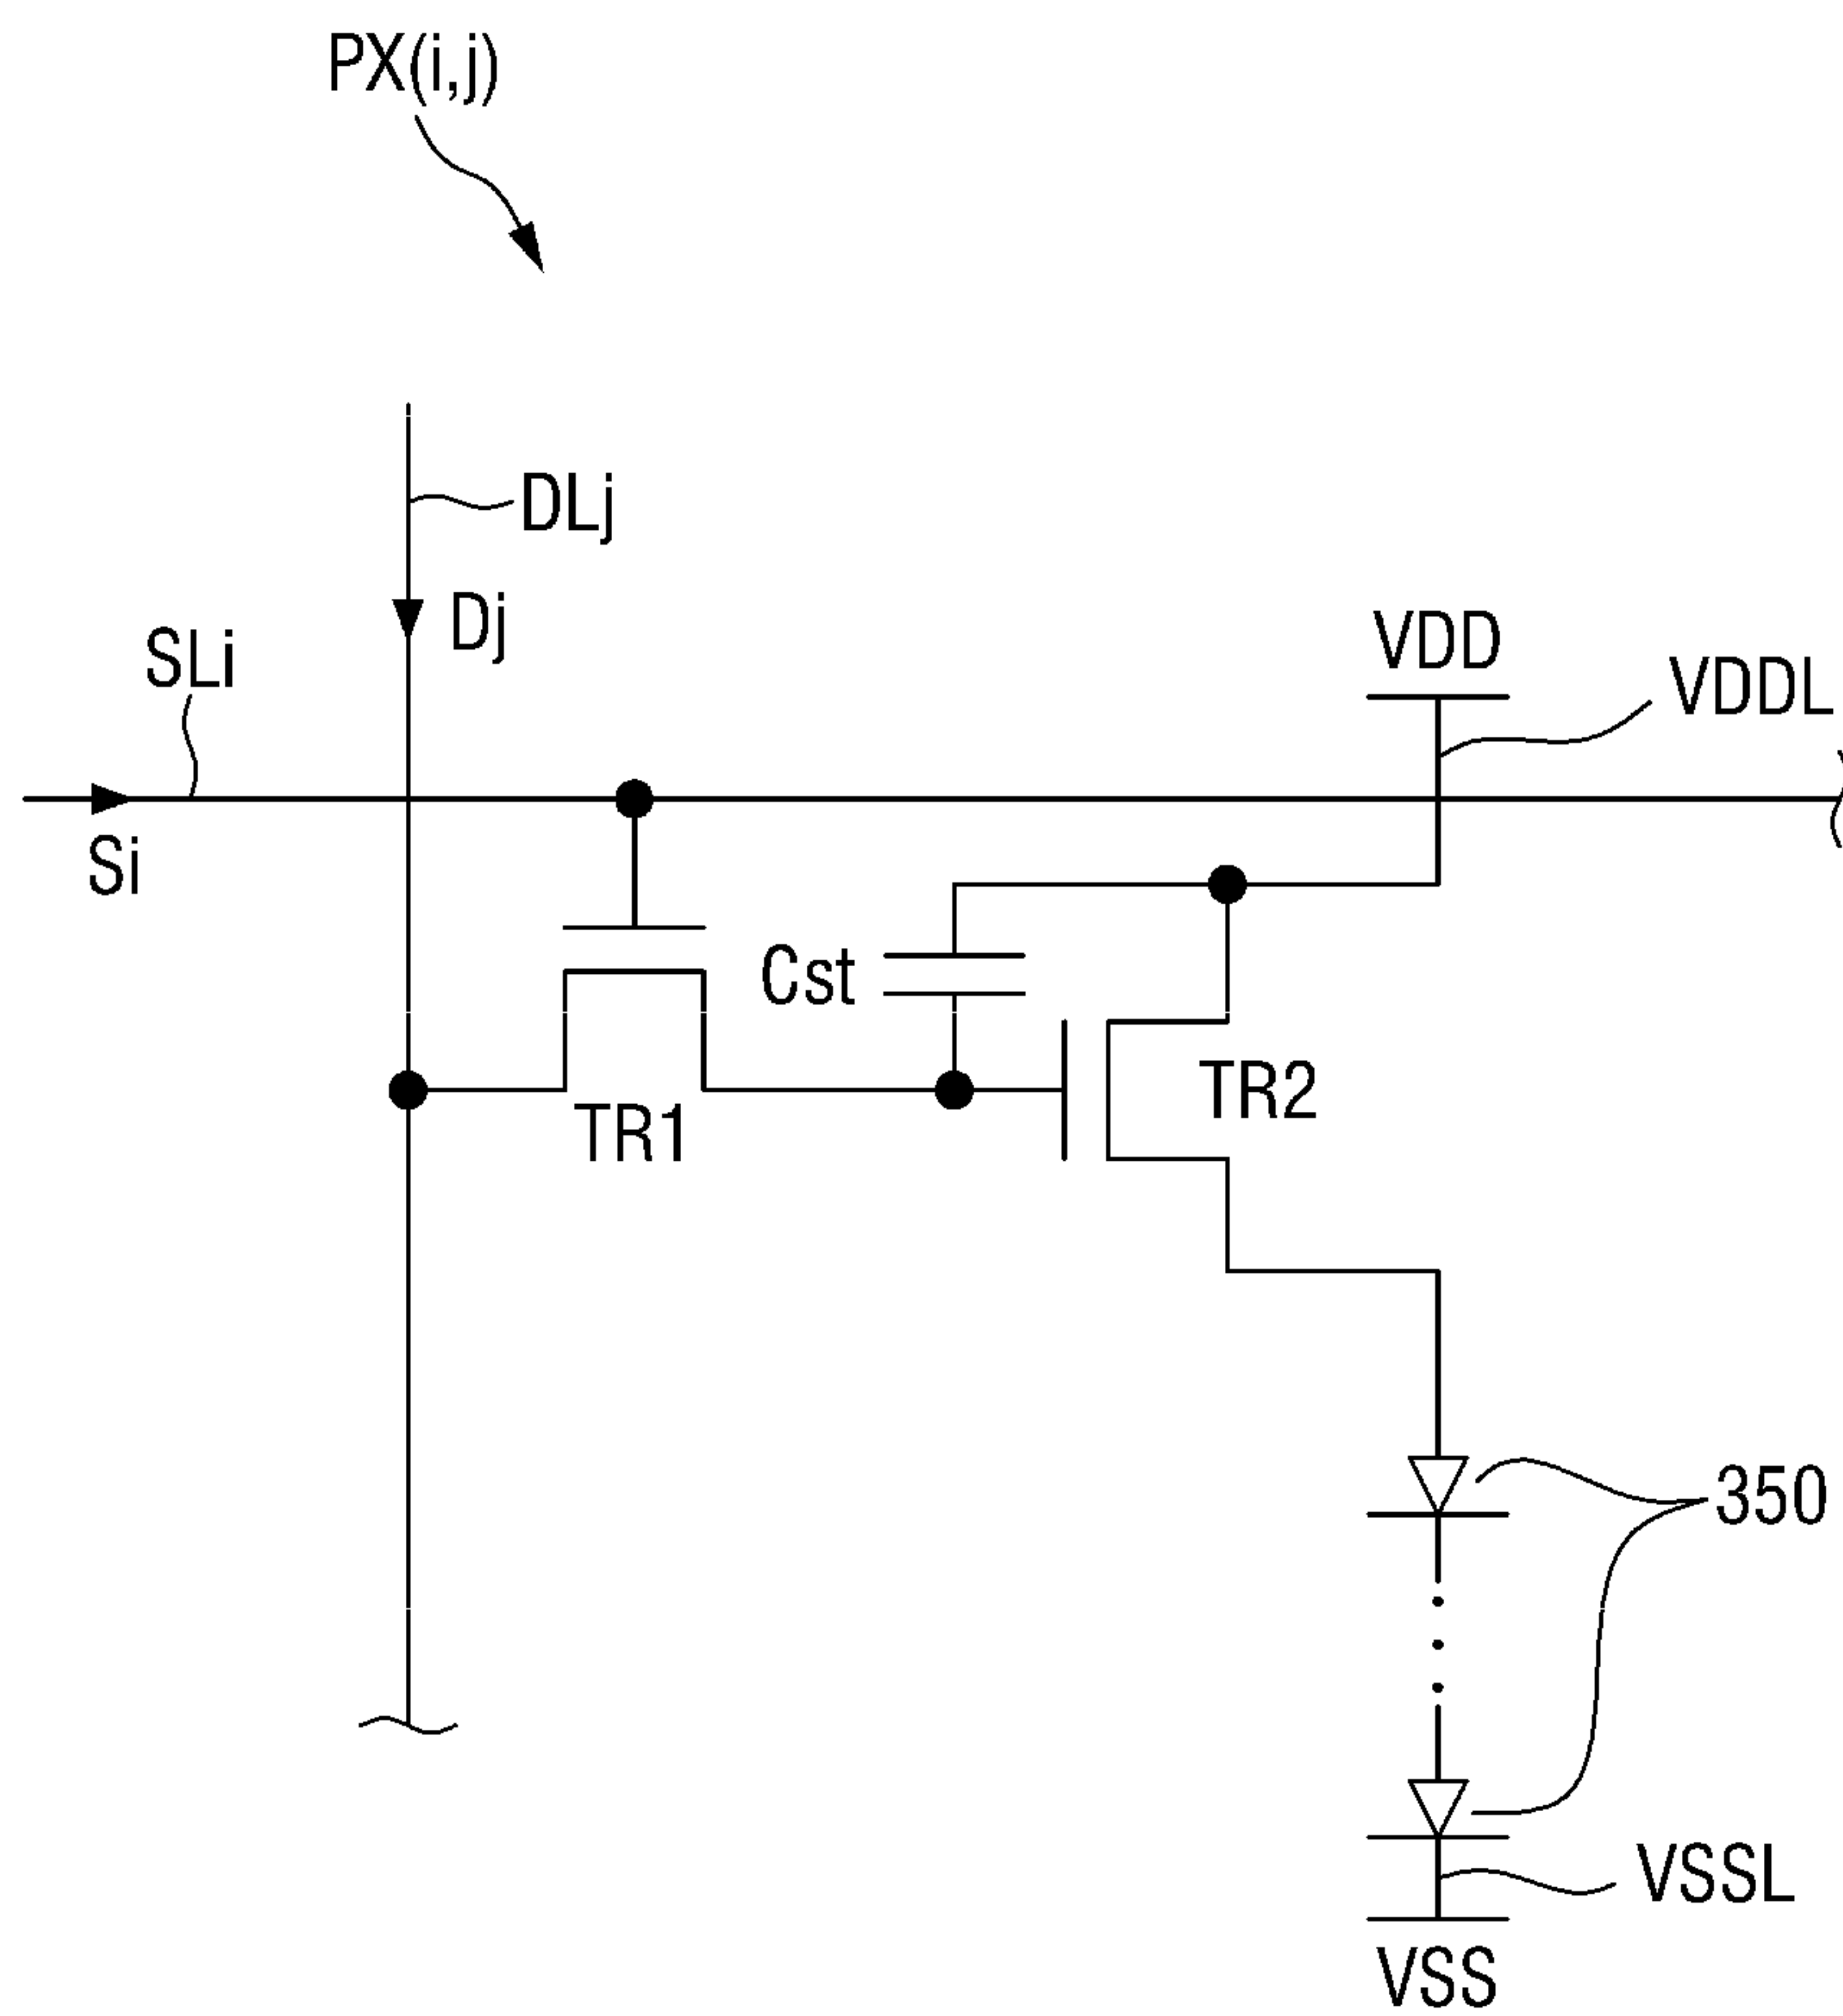 PX(i,j)
DLj
Dj
SLi
VDD
VDDL
Si
Cst
TR1
TR2
350
VSSL
VSS